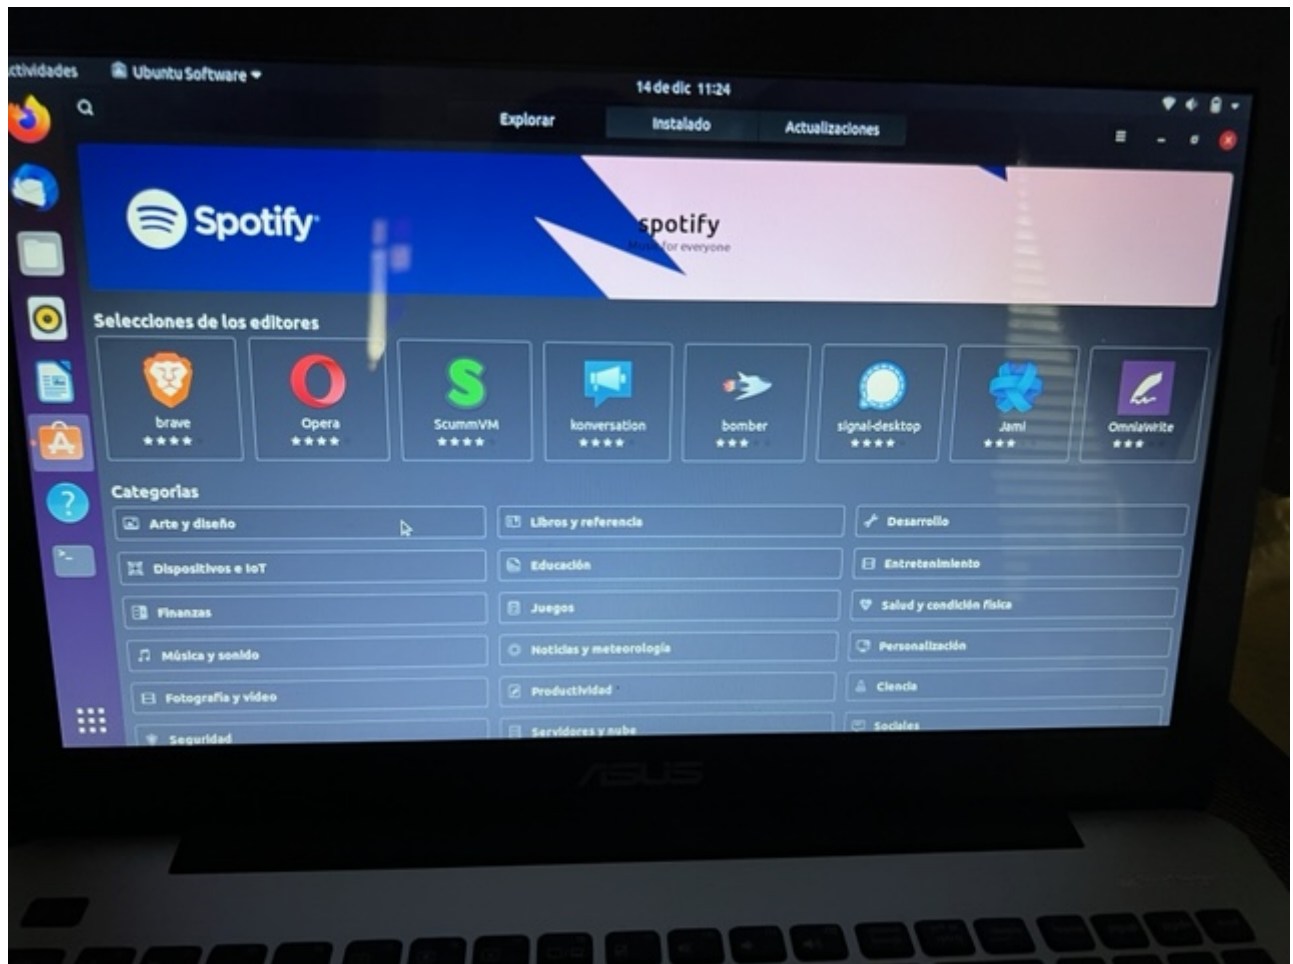 ctividades
Ubuntu Software
14 de dic 11:24
Explorar
Instalado
Actualizaciones
Spotify
spotify
Music for everyone
Selecciones de los editores
brave
Opera
ScummVM
konversation
bomber
signal-desktop
Jami
OmniaWrite
Categorías
Arte y diseño
Libros y referencia
Desarrollo
Dispositivos e IoT
Educación
Entretenimiento
Finanzas
Juegos
Salud y condición física
Música y sonido
Noticias y meteorología
Personalización
Fotografía y vídeo
Productividad
Ciencia
Seguridad
Servidores y nube
Sociales
ASUS